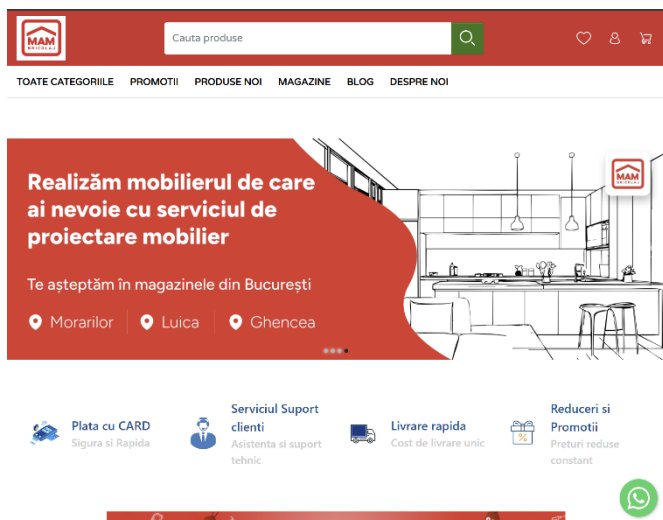 MAM
BRICOLAJ
Cauta produse
TOATE CATEGORIILE PROMOTII PRODUSE NOI MAGAZINE BLOG DESPRE NOI
Realizăm mobilierul de care
ai nevoie cu serviciul de
proiectare mobilier
MAM
BRICOLAJ
Te așteptăm în magazinele din București
Morarilor Luica Ghencea
Plata cu CARD
Sigura si Rapida
Serviciul Suport
clienti
Asistenta si suport
tehnic
Livrare rapida
Cost de livrare unic
%
Reduceri si
Promotii
Preturi reduse
constant